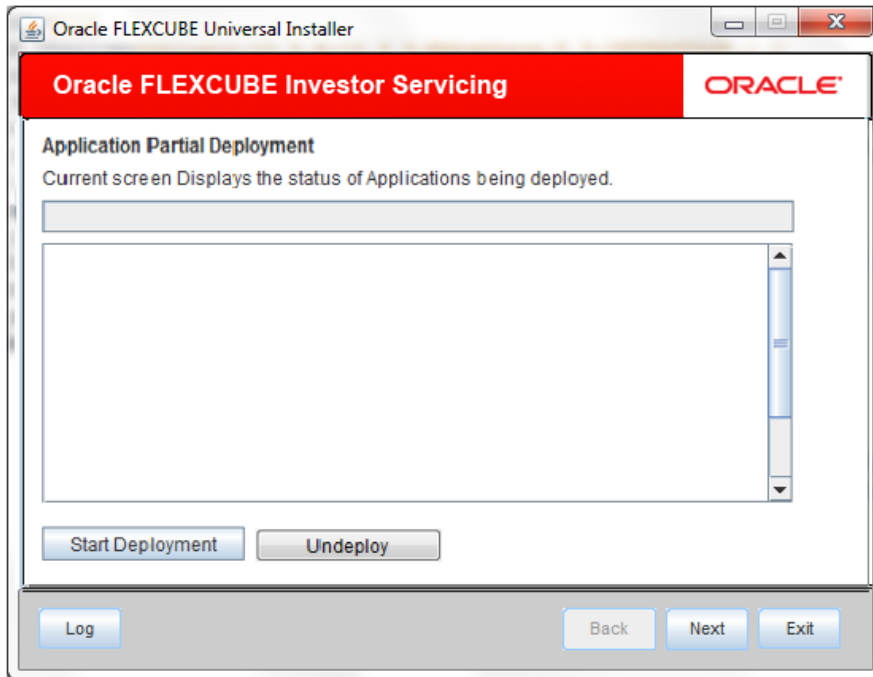 Oracle FLEXCUBE Universal Installer
Oracle FLEXCUBE Investor Servicing
ORACLE
Application Partial Deployment
Current screen Displays the status of Applications being deployed.
Start Deployment Undeploy
Log Back Next Exit